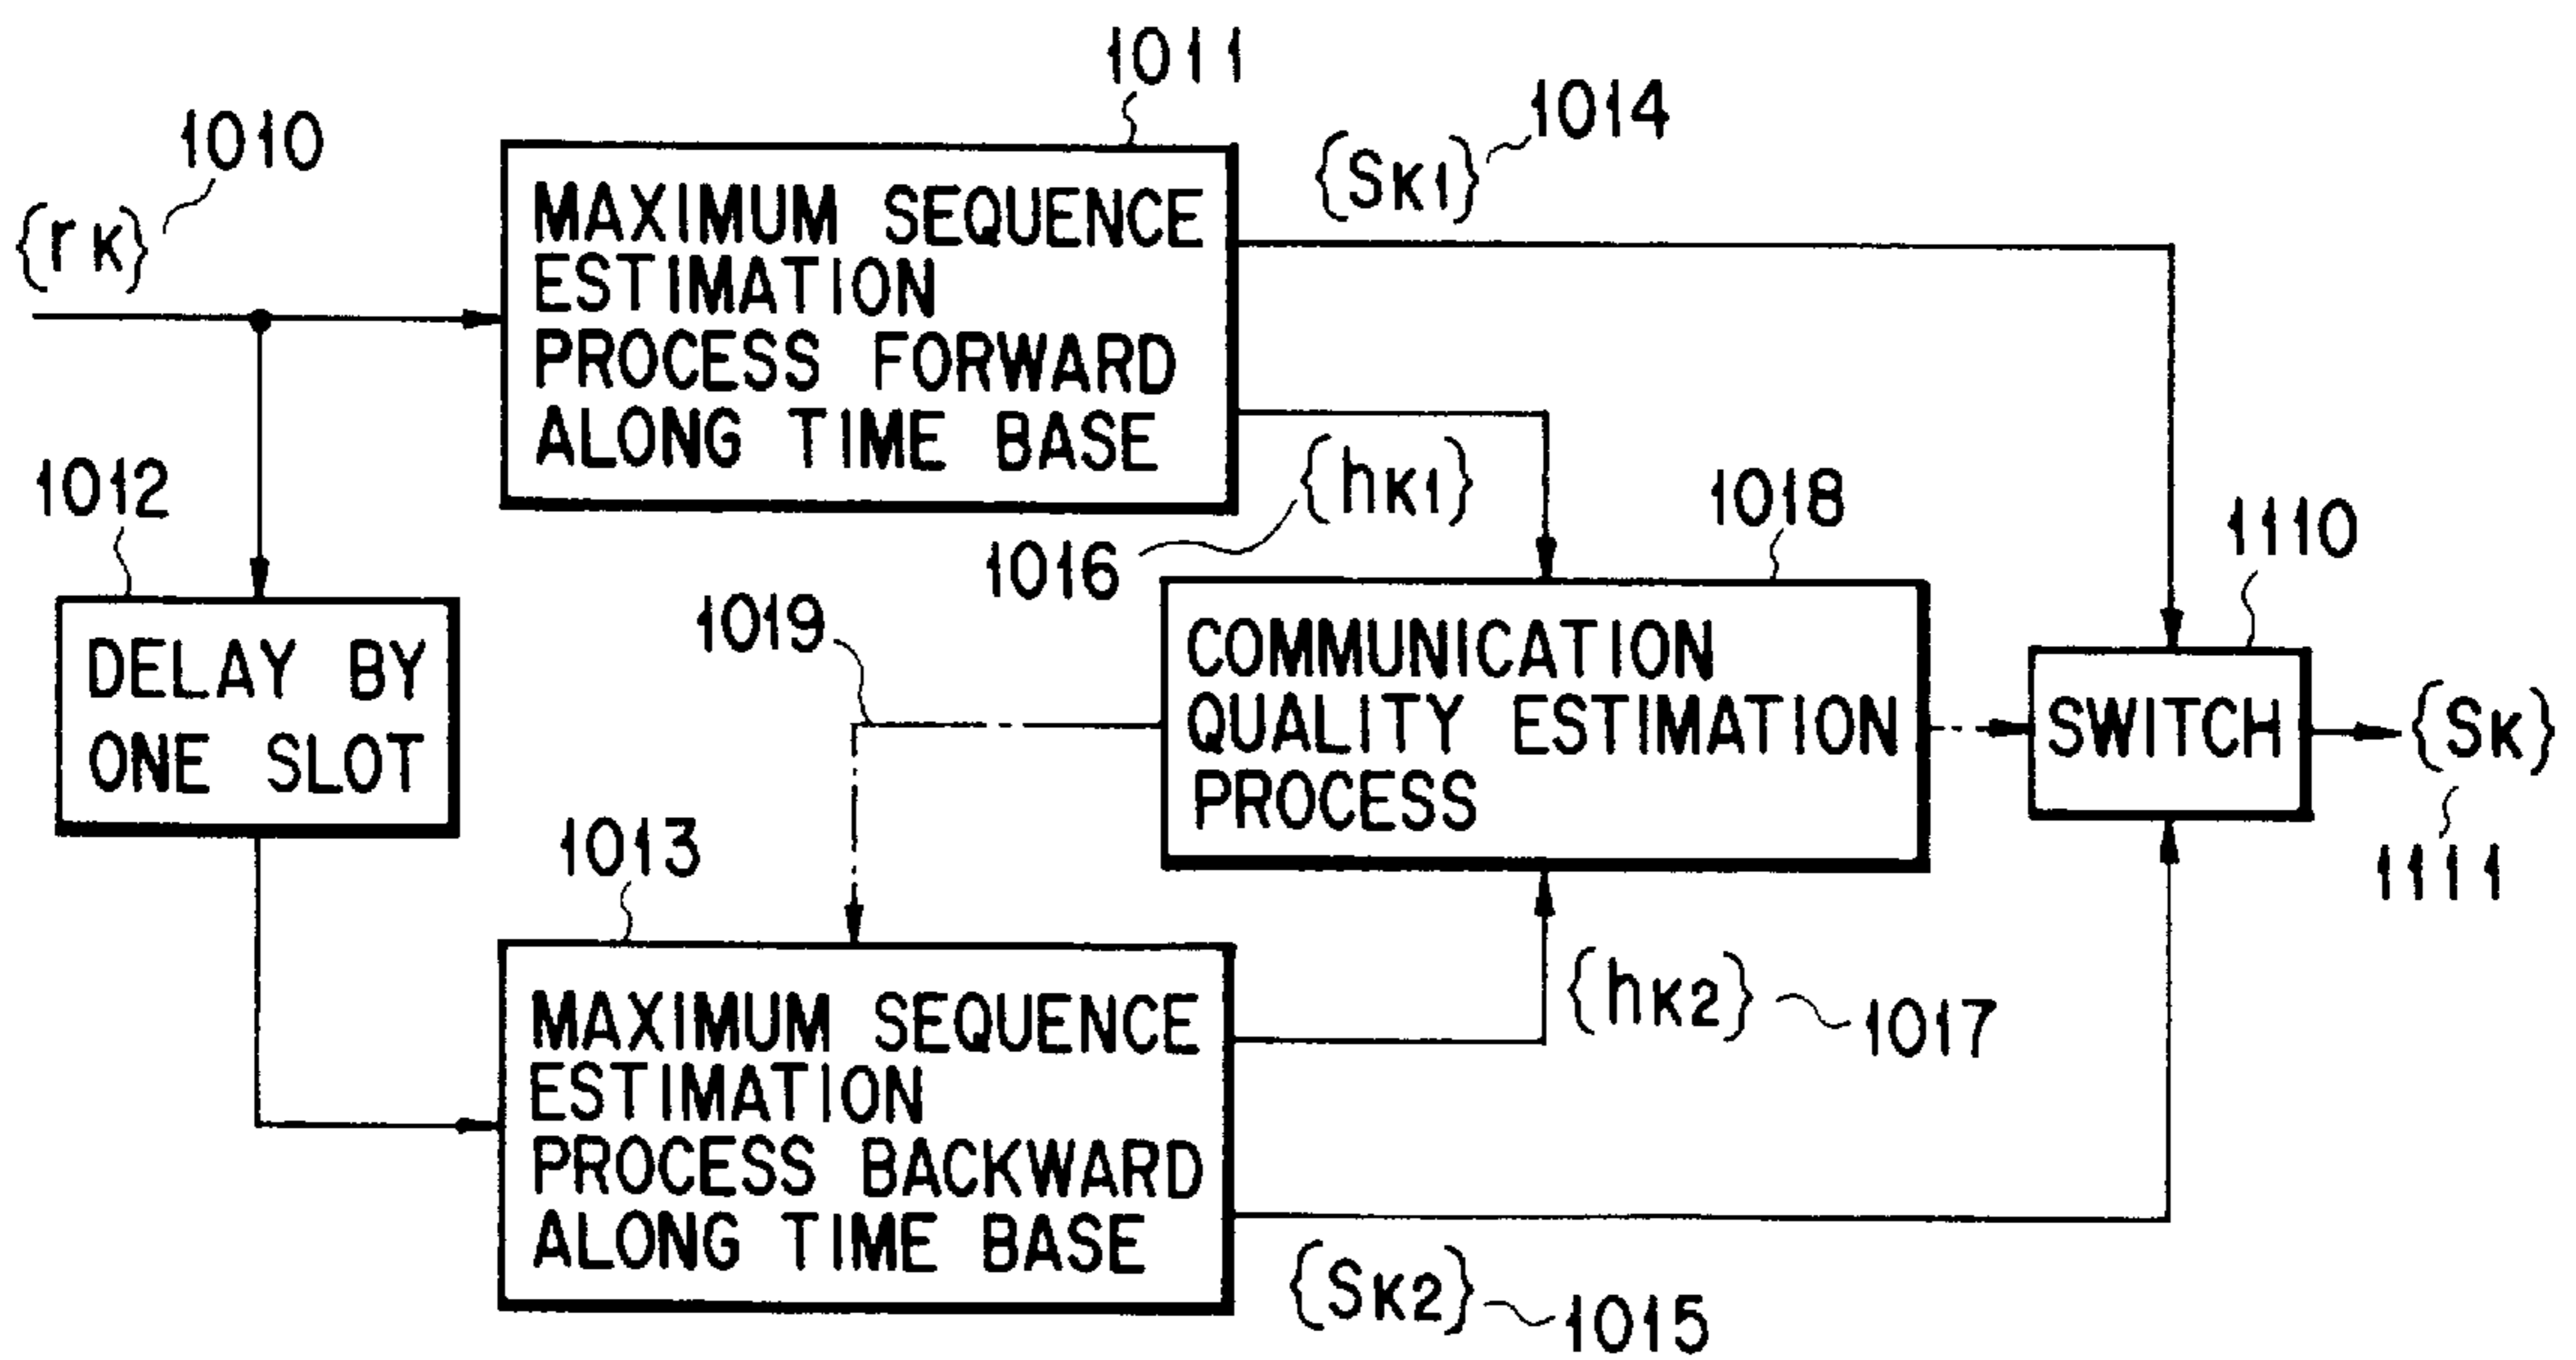 1011
1014
1010
{SK1}
{rK}
MAXIMUM SEQUENCE
ESTIMATION
PROCESS FORWARD
ALONG TIME BASE
1012
{hK1}
1016
1018
1110
1019
DELAY BY
ONE SLOT
COMMUNICATION
QUALITY ESTIMATION
PROCESS
SWITCH
{SK}
1111
1013
MAXIMUM SEQUENCE
ESTIMATION
PROCESS BACKWARD
ALONG TIME BASE
{hK2}
1017
{SK2}
1015